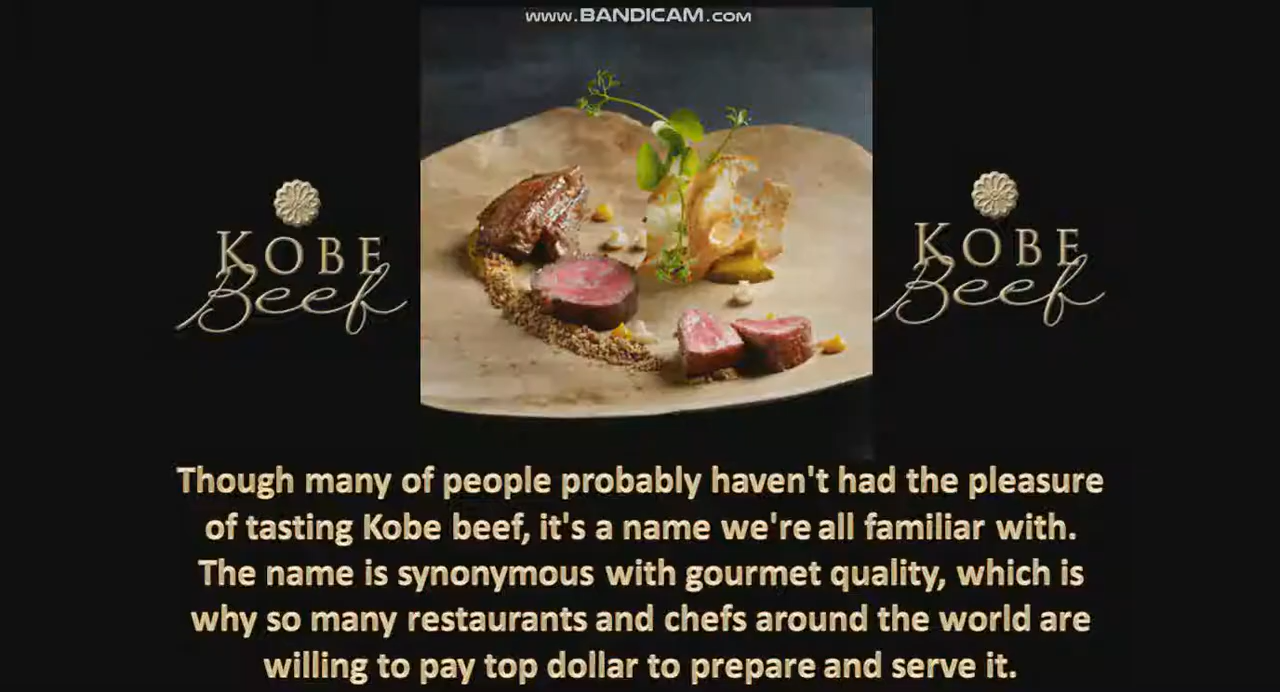 www.BANDICAM.com
KOBE
Beef
KOBE
Beef
Though many of people probably haven't had the pleasure
of tasting Kobe beef, it's a name we're all familiar with.
The name is synonymous with gourmet quality, which is
why so many restaurants and chefs around the world are
willing to pay top dollar to prepare and serve it.